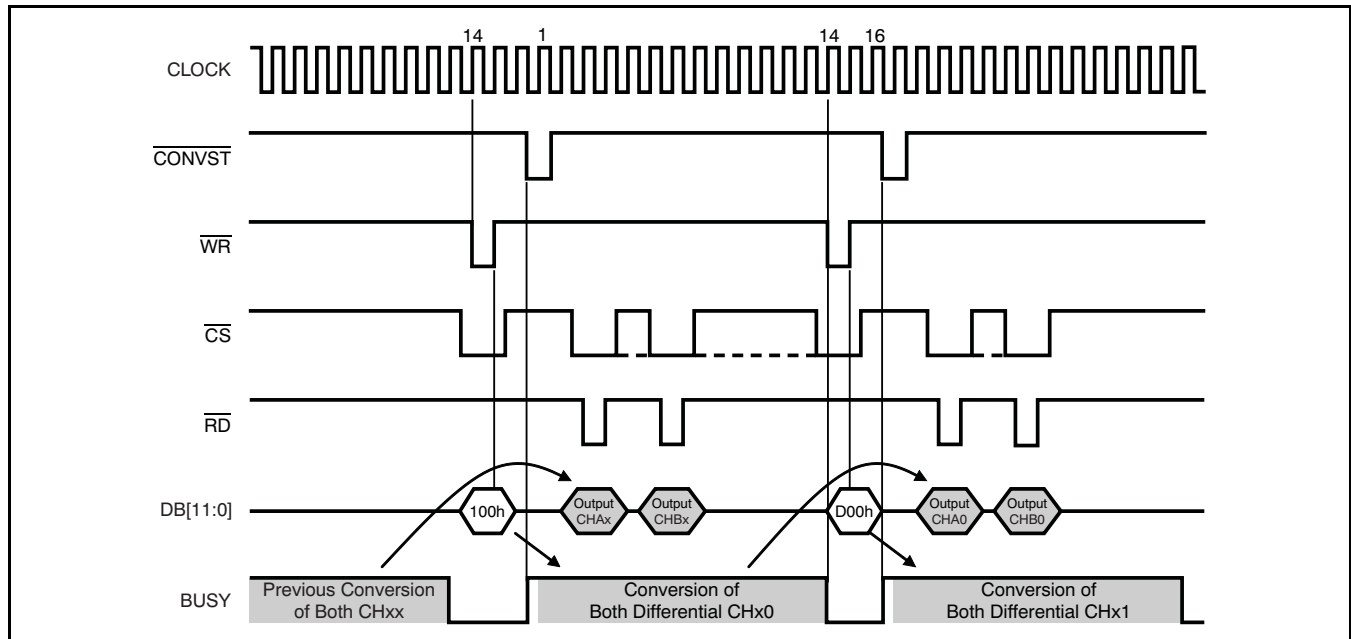 14 1 14 16
CLOCK
CONVST
WR
CS
RD
DB[11:0]
100h
Output
CHAx
Output
CHBx
D00h
Output
CHA0
Output
CHB0
BUSY
Previous Conversion
of Both CHxx
Conversion of
Both Differential CHx0
Conversion of
Both Differential CHx1